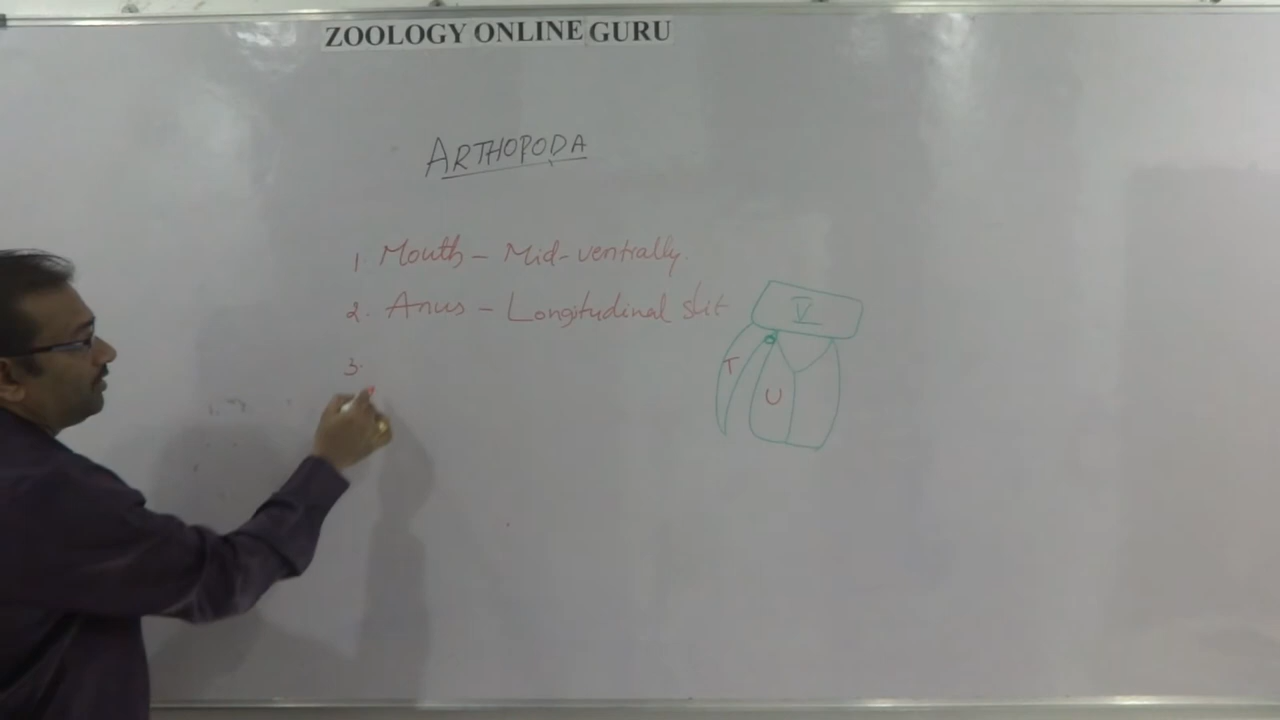 ZOOLOGY ONLINE GURU
ARTHOPODA
1. Mouth - Mid-ventrally.
2. Anus - Longitudinal slit
V
T
U
3.